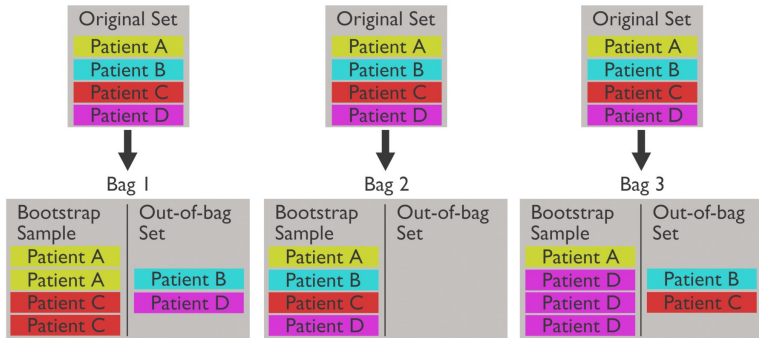 Original Set
Patient A
Patient B
Patient C
Patient D
Original Set
Patient A
Patient B
Patient C
Patient D
Original Set
Patient A
Patient B
Patient C
Patient D
Bag 1
Bootstrap
Sample
Patient A
Patient A
Patient C
Patient C
Out-of-bag
Set
Patient B
Patient D
Bag 2
Bootstrap
Sample
Patient A
Patient B
Patient C
Patient D
Out-of-bag
Set
Bag 3
Bootstrap
Sample
Patient A
Patient D
Patient D
Patient D
Out-of-bag
Set
Patient B
Patient C